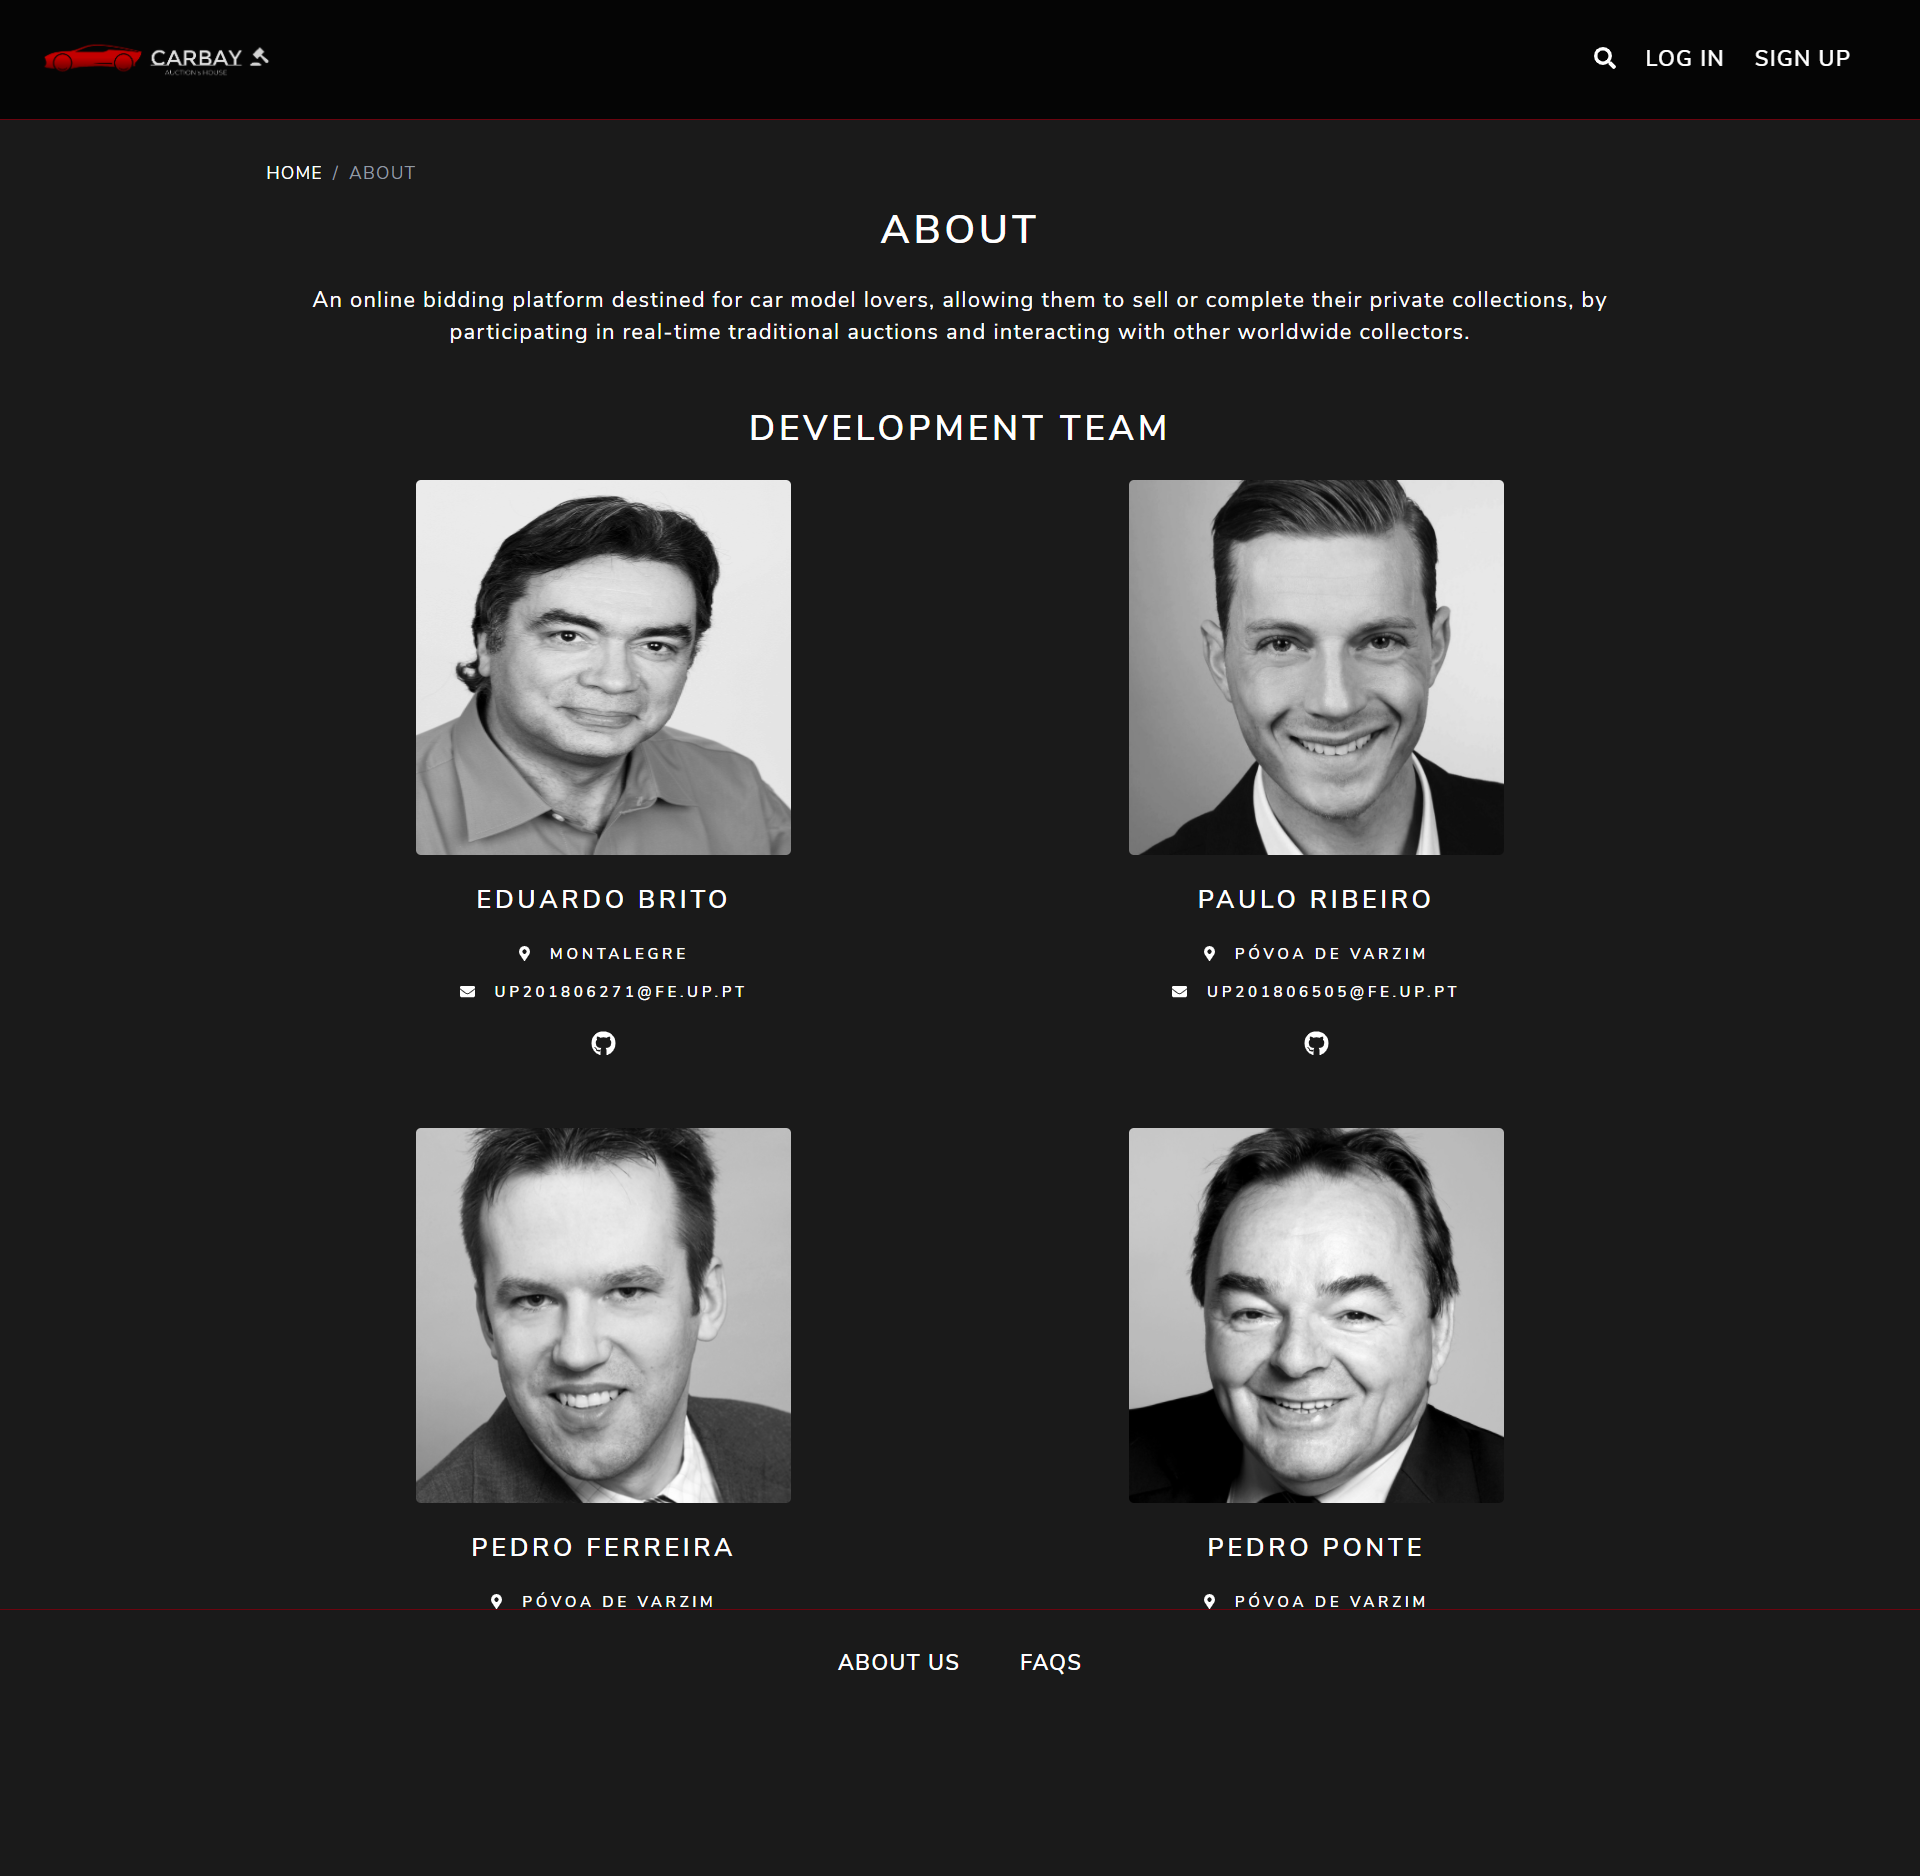 CARBAY
AUCTION's HOUSE
LOG IN
SIGN UP
HOME / ABOUT
ABOUT
An online bidding platform destined for car model lovers, allowing them to sell or complete their private collections, by
participating in real-time traditional auctions and interacting with other worldwide collectors.
DEVELOPMENT TEAM
EDUARDO BRITO
MONTALEGRE
UP201806271@FE.UP.PT
PAULO RIBEIRO
PÓVOA DE VARZIM
UP201806505@FE.UP.PT
PEDRO FERREIRA
PÓVOA DE VARZIM
PEDRO PONTE
PÓVOA DE VARZIM
ABOUT US
FAQS